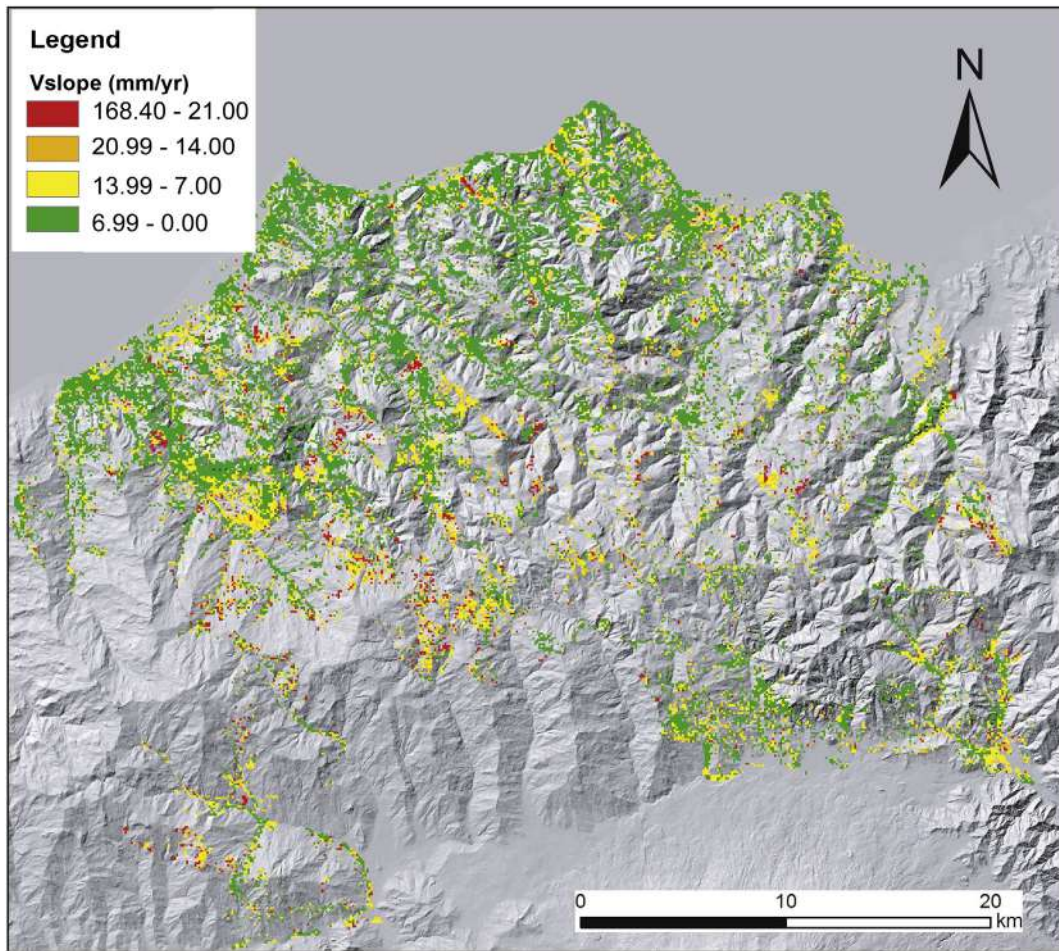 Legend
Vslope (mm/yr)
168.40 - 21.00
20.99 - 14.00
13.99 - 7.00
6.99 - 0.00
N
0 10 20
km